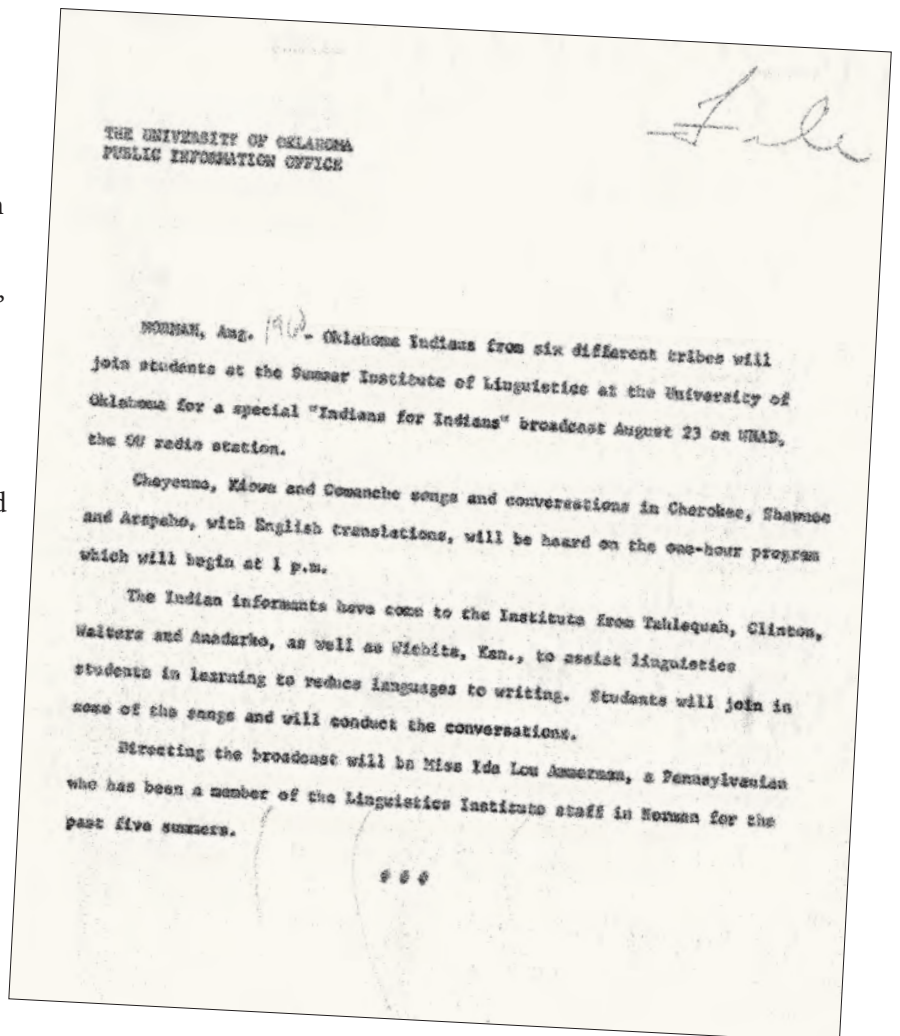 File
THE UNIVERSITY OF OKLAHOMA
PUBLIC INFORMATION OFFICE
NORMAN, Aug. - Oklahoma Indians from six different tribes will
join students at the Summer Institute of Linguistics at the University of
Oklahoma for a special "Indians for Indians" broadcast August 23 on WNAD,
the OU radio station.
Cheyenne, Kiowa and Comanche songs and conversations in Cherokee, Shawnee
and Arapaho, with English translations, will be heard on the one-hour program
which will begin at 1 p.m.
The Indian informants have come to the Institute from Tahlequah, Clinton,
Walters and Anadarko, as well as Wichita, Kan., to assist linguistics
students in learning to reduce languages to writing. Students will join in
some of the songs and will conduct the conversations.
Directing the broadcast will be Miss Ida Lou Ammerman, a Pennsylvanian
who has been a member of the Linguistics Institute staff in Norman for the
past five summers.
# # #